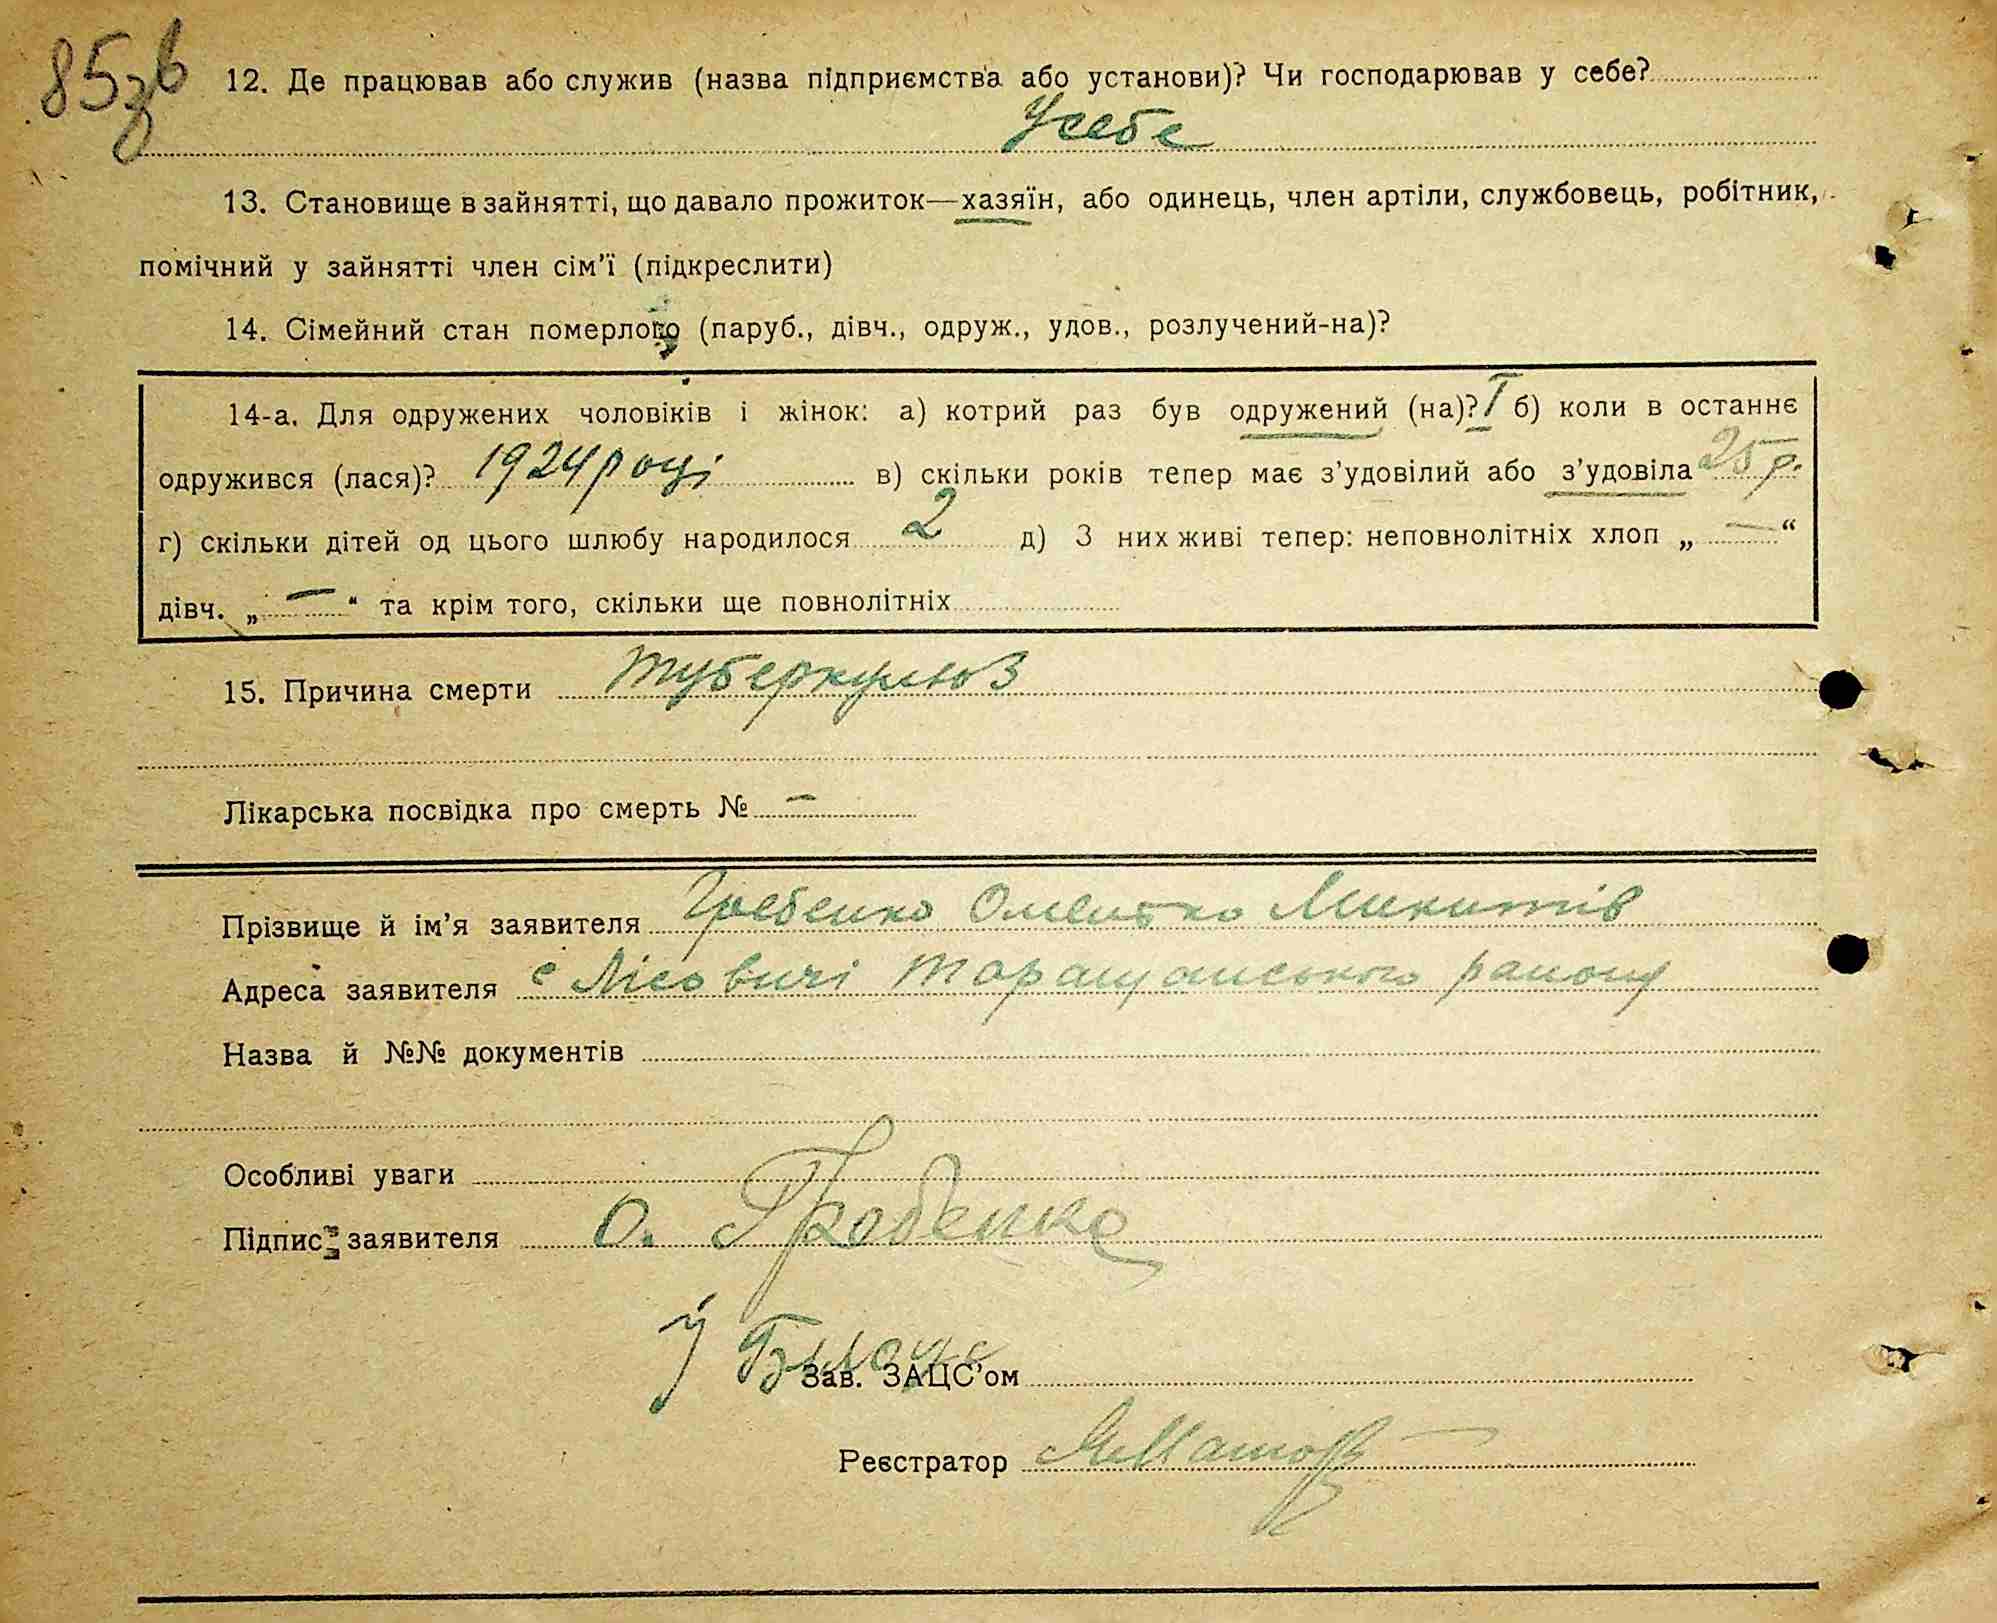 85зв
12. Де працював або служив (назва підприємства або установи)? Чи господарював у себе?
У себе
13. Становище в зайнятті, що давало прожиток—хазяїн, або одинець, член артіли, службовець, робітник,
помічний у зайнятті член сім’ї (підкреслити)
14. Сімейний стан померлого (паруб., дівч., одруж., удов., розлучений-на)?
14-а. Для одружених чоловіків і жінок: а) котрий раз був одружений (на)? I б) коли в останнє
одружився (лася)? 1924 році в) скільки років тепер має з’удовілий або з’удовіла 25 р.
г) скільки дітей од цього шлюбу народилося 2 д) З них живі тепер: неповнолітніх хлоп „ — “
дівч. „ — “ та крім того, скільки ще повнолітніх
15. Причина смерти туберкульоз
Лікарська посвідка про смерть № —
Прізвище й ім’я заявителя Гребенко Омелько Микитів
Адреса заявителя с Лісовичі Таращанського району
Назва й №№ документів
Особливі уваги
Підпис заявителя О. Гребенко
Зав. ЗАЦС’ом
Реєстратор